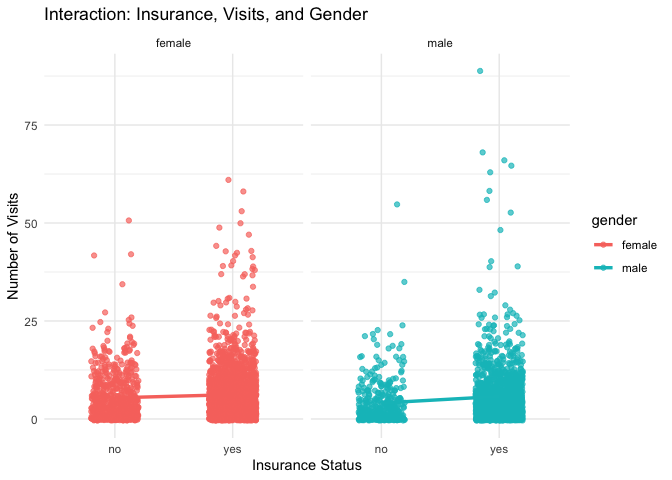 Interaction: Insurance, Visits, and Gender
female
male
75
50
25
0
Number of Visits
no
yes
no
yes
Insurance Status
gender
female
male